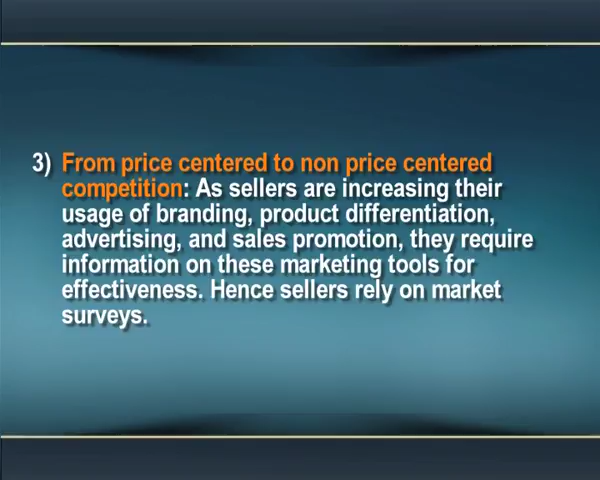 3) From price centered to non price centered
competition: As sellers are increasing their
usage of branding, product differentiation,
advertising, and sales promotion, they require
information on these marketing tools for
effectiveness. Hence sellers rely on market
surveys.